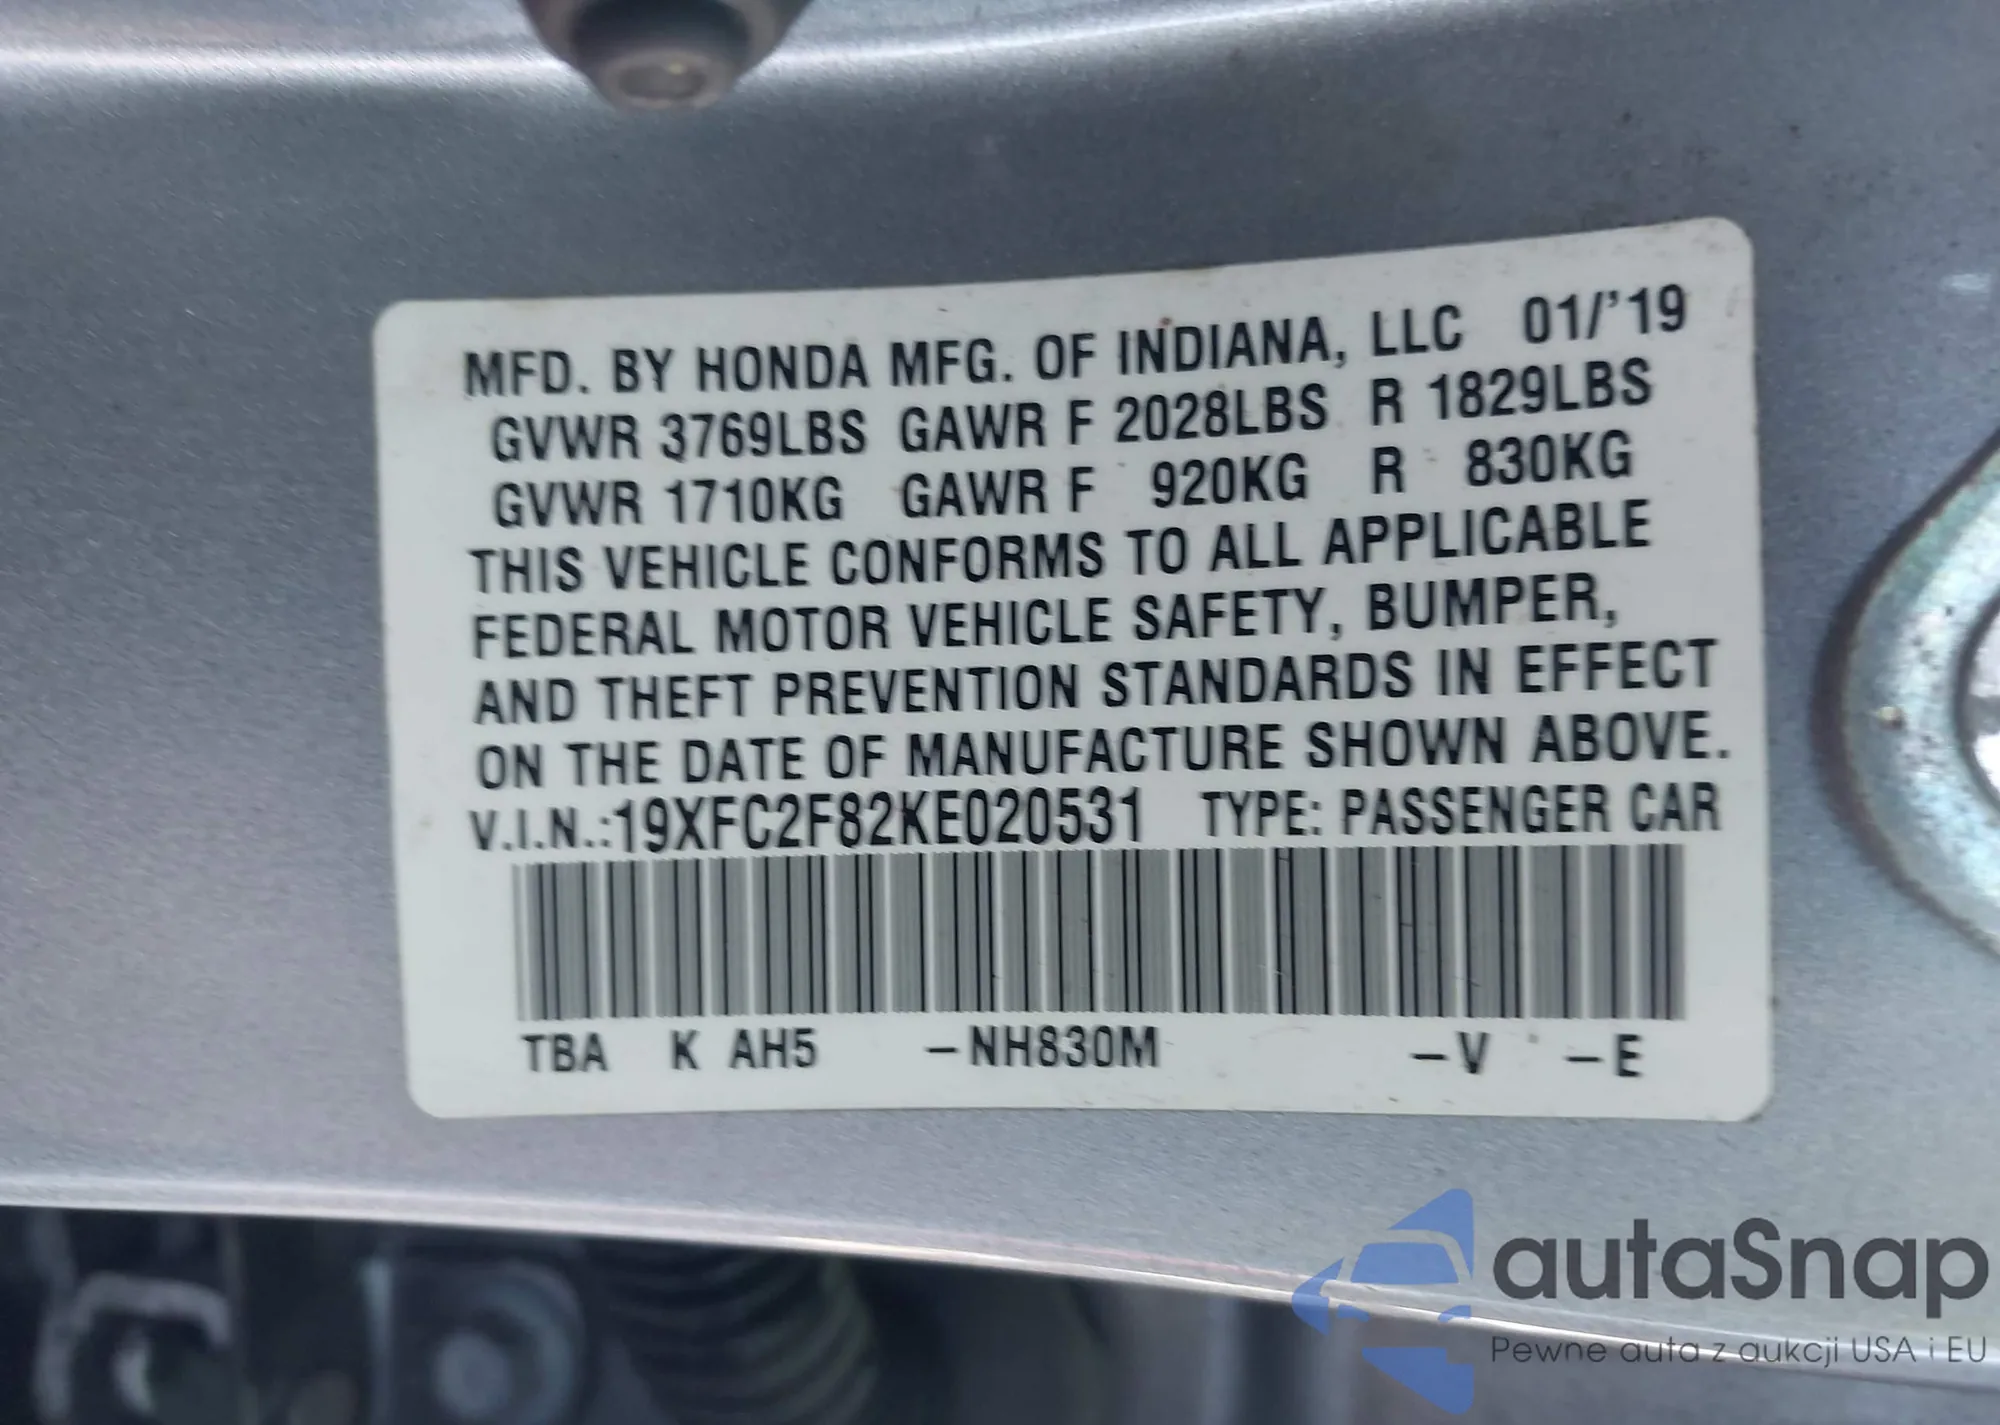 MFD. BY HONDA MFG. OF INDIANA, LLC 01/'19
GVWR 3769LBS GAWR F 2028LBS R 1829LBS
GVWR 1710KG GAWR F 920KG R 830KG
THIS VEHICLE CONFORMS TO ALL APPLICABLE
FEDERAL MOTOR VEHICLE SAFETY, BUMPER,
AND THEFT PREVENTION STANDARDS IN EFFECT
ON THE DATE OF MANUFACTURE SHOWN ABOVE.
V.I.N.:19XFC2F82KE020531 TYPE: PASSENGER CAR
TBA K AH5 –NH830M –V –E
autaSnap
Pewne auta z aukcji USA i EU